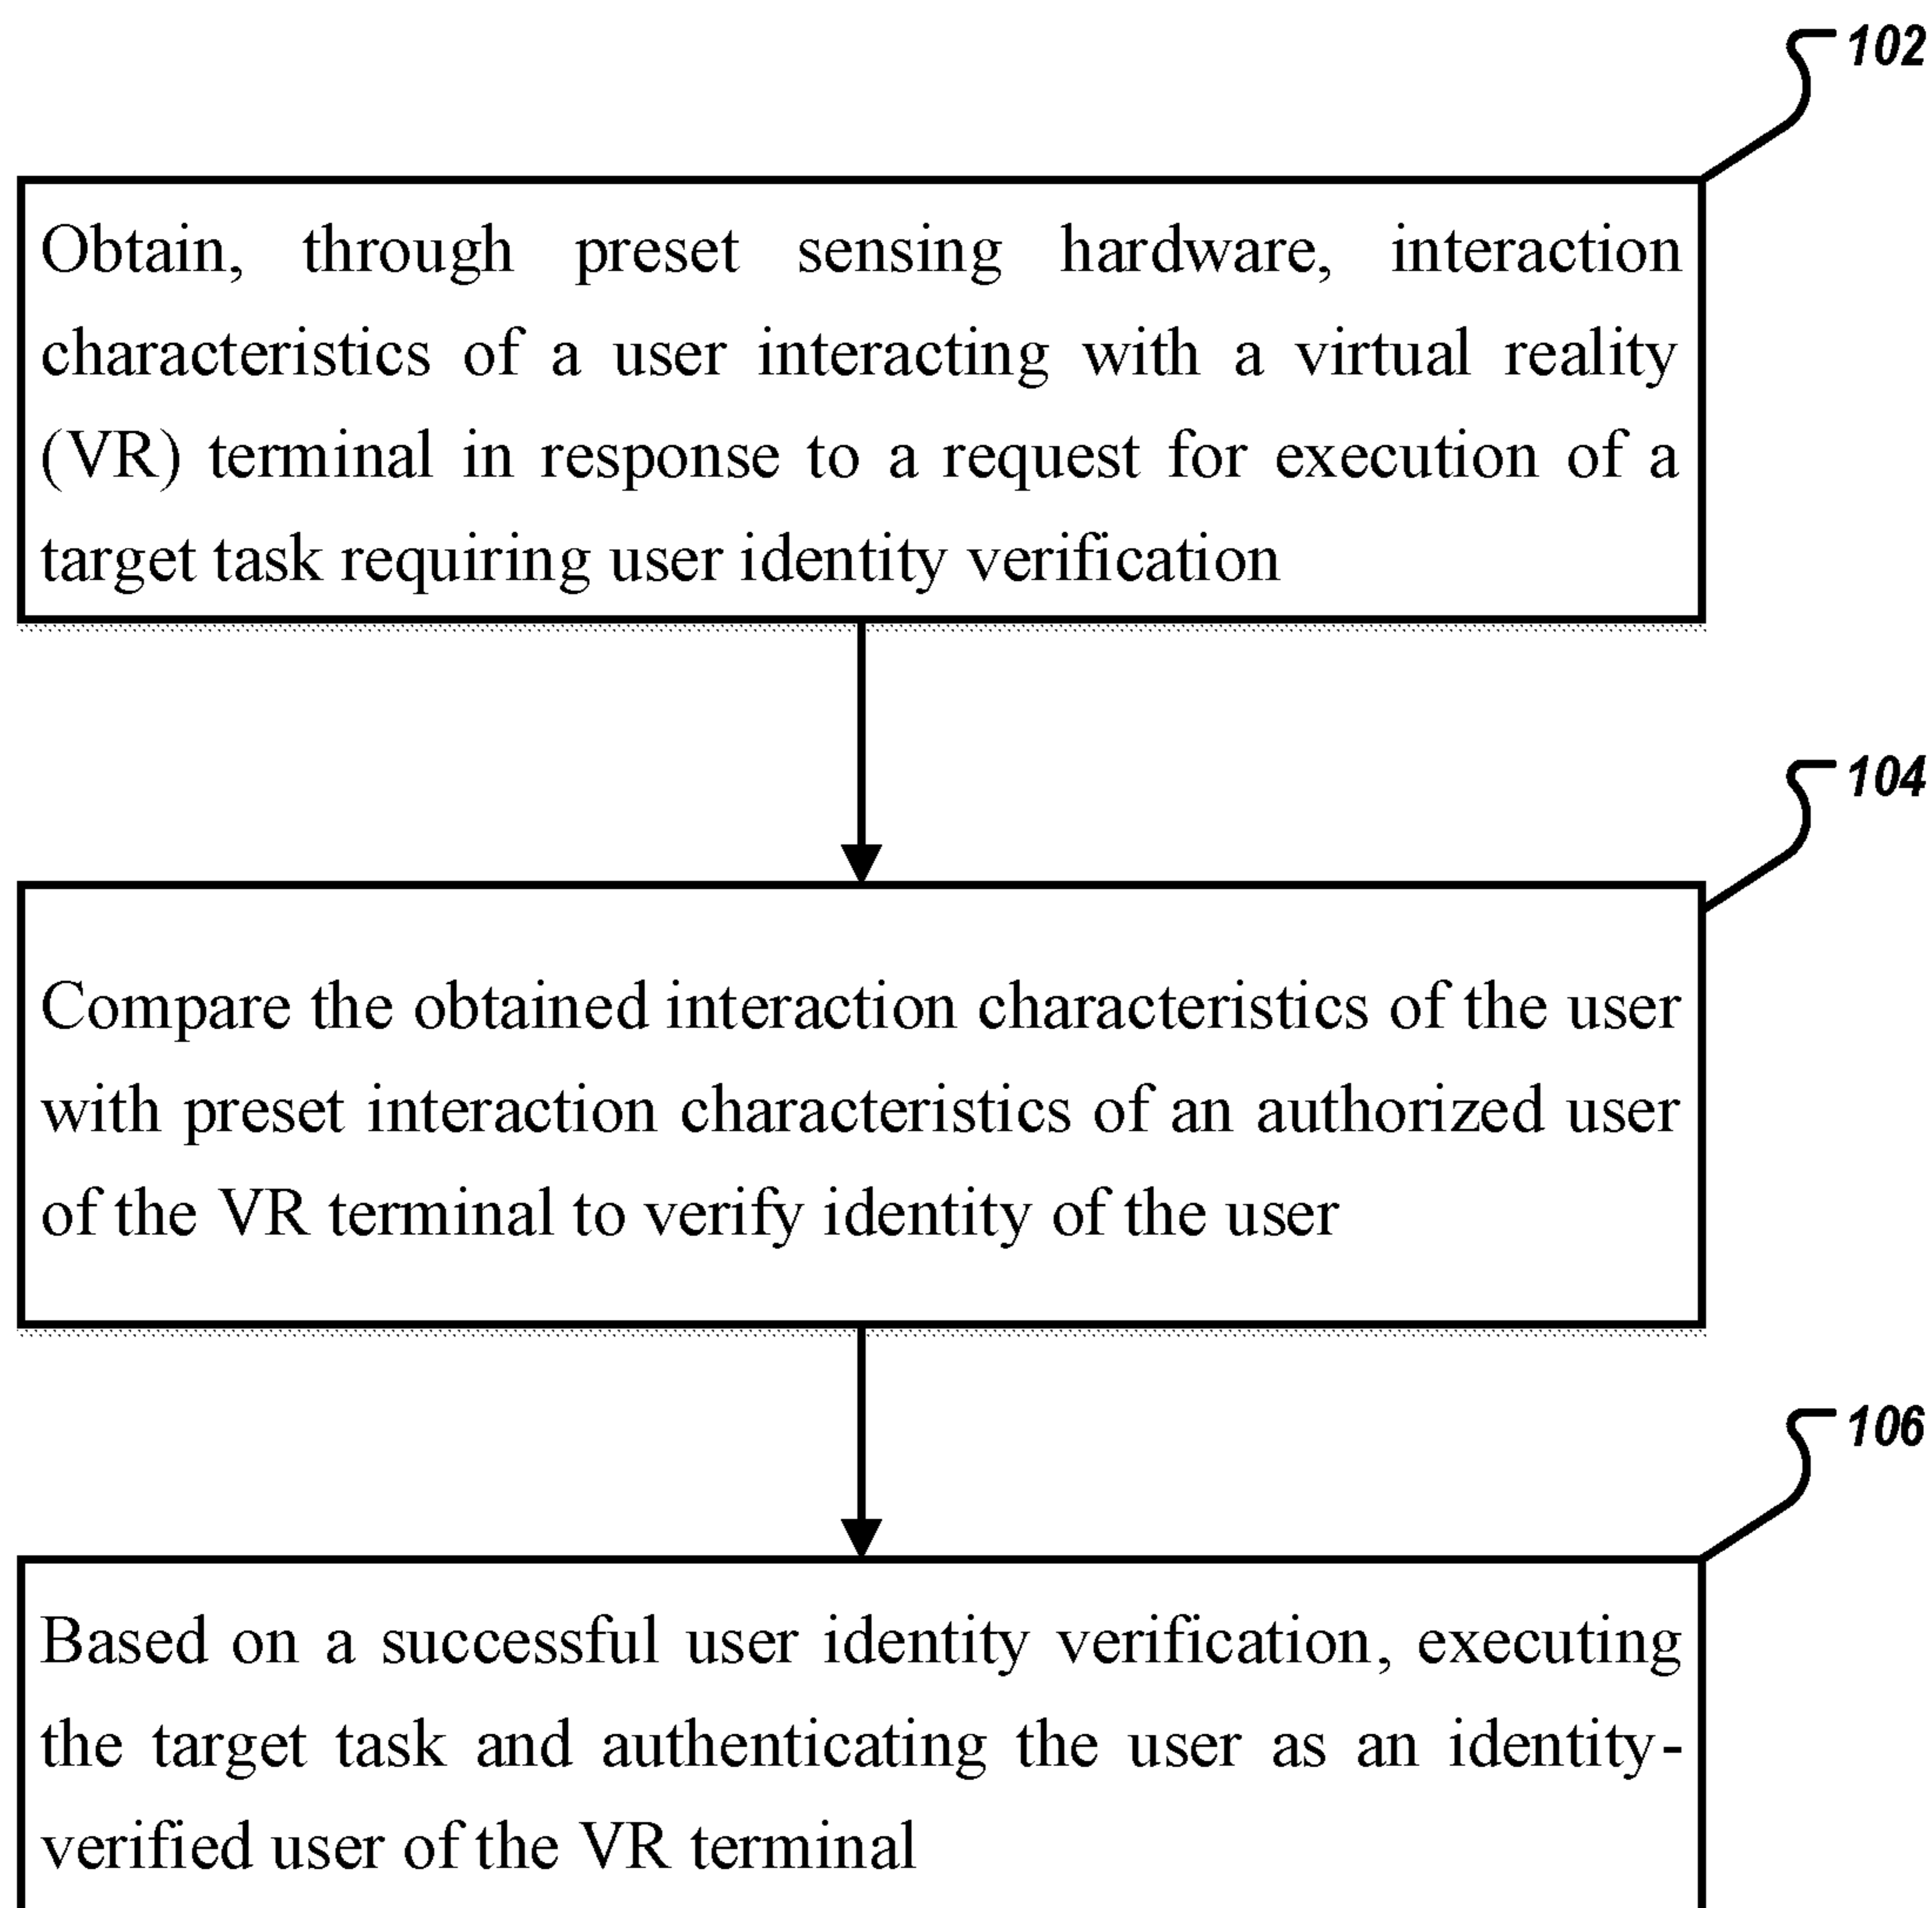 102
Obtain, through preset sensing hardware, interaction
characteristics of a user interacting with a virtual reality
(VR) terminal in response to a request for execution of a
target task requiring user identity verification
104
Compare the obtained interaction characteristics of the user
with preset interaction characteristics of an authorized user
of the VR terminal to verify identity of the user
106
Based on a successful user identity verification, executing
the target task and authenticating the user as an identity-
verified user of the VR terminal